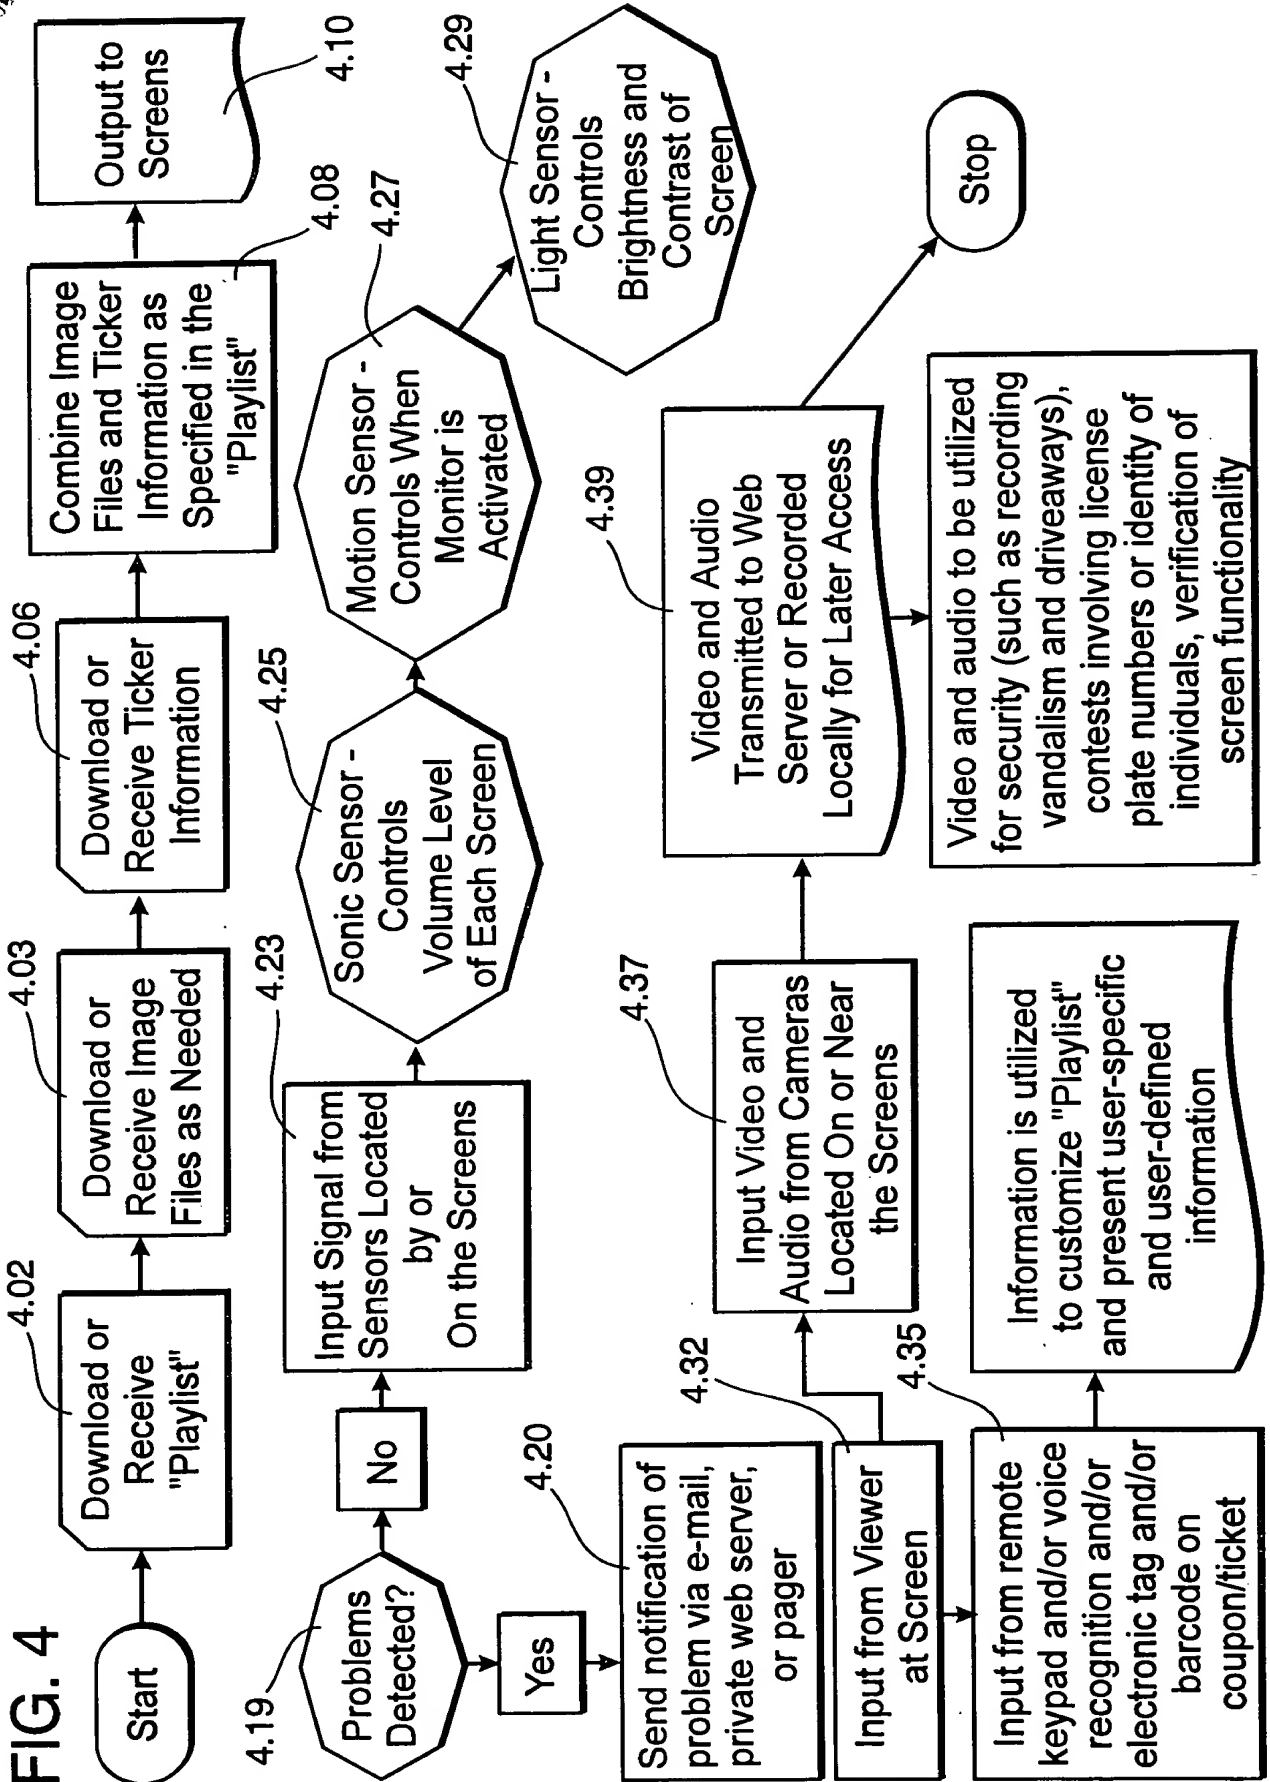 FIG. 4
Start
4.02
Download or
Receive
"Playlist"
4.03
Download or
Receive Image
Files as Needed
4.06
Download or
Receive Ticker
Information
Combine Image
Files and Ticker
Information as
Specified in the
"Playlist"
4.08
Output to
Screens
4.10
4.19
Problems
Detected?
No
Yes
4.20
Send notification of
problem via e-mail,
private web server,
or pager
4.23
Input Signal from
Sensors Located
by or
On the Screens
4.25
Sonic Sensor -
Controls
Volume Level
of Each Screen
4.27
Motion Sensor -
Controls When
Monitor is
Activated
4.29
Light Sensor -
Controls
Brightness and
Contrast of
Screen
4.32
Input from Viewer
at Screen
4.35
Input from remote
keypad and/or voice
recognition and/or
electronic tag and/or
barcode on
coupon/ticket
Information is utilized
to customize "Playlist"
and present user-specific
and user-defined
information
4.37
Input Video and
Audio from Cameras
Located On or Near
the Screens
4.39
Video and Audio
Transmitted to Web
Server or Recorded
Locally for Later Access
Video and audio to be utilized
for security (such as recording
vandalism and driveaways),
contests involving license
plate numbers or identity of
individuals, verification of
screen functionality
Stop